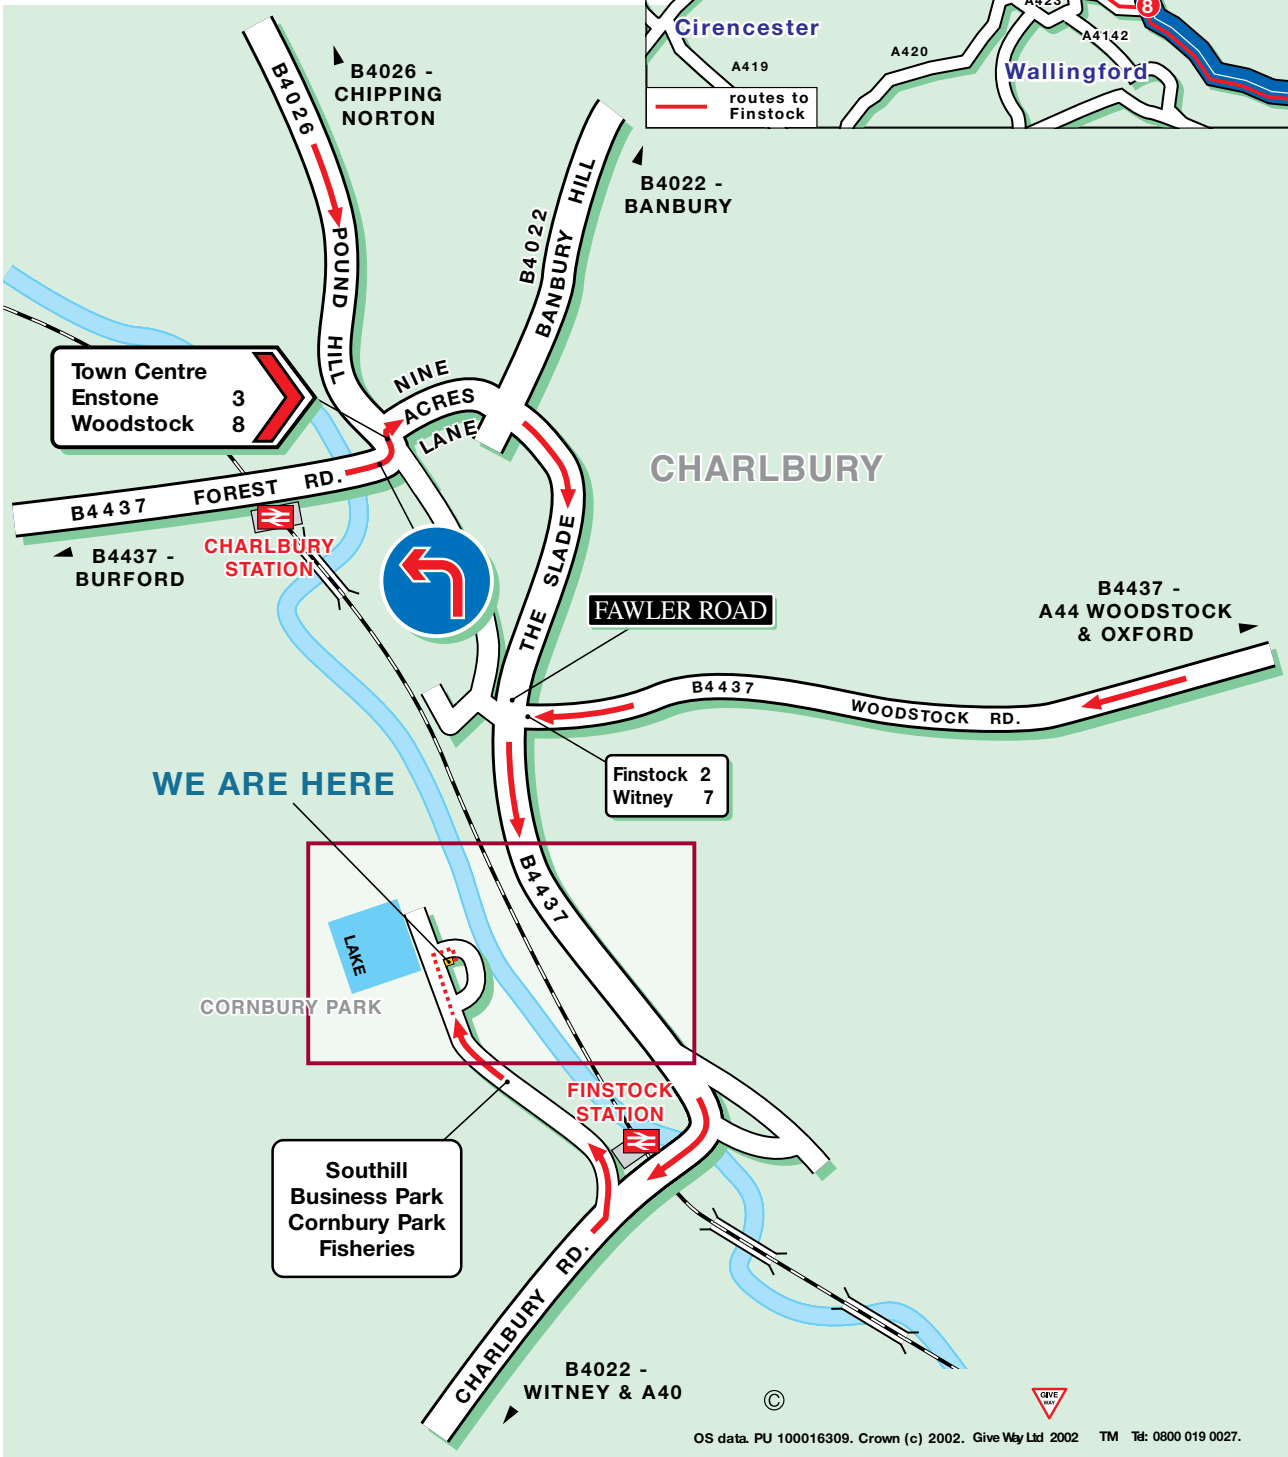 Cirencester
A419
A420
A423
8
A4142
Wallingford
routes to
Finstock
B4026 -
CHIPPING
NORTON
B4026
POUND HILL
B4022 -
BANBURY
B4022
BANBURY HILL
Town Centre
Enstone 3
Woodstock 8
NINE
ACRES
LANE
CHARLBURY
B4437 FOREST RD.
B4437 -
BURFORD
CHARLBURY
STATION
THE SLADE
FAWLER ROAD
B4437 -
A44 WOODSTOCK
& OXFORD
B4437 WOODSTOCK RD.
Finstock 2
Witney 7
WE ARE HERE
B4437
LAKE
CORNBURY PARK
FINSTOCK
STATION
Southill
Business Park
Cornbury Park
Fisheries
CHARLBURY RD.
B4022 -
WITNEY & A40
©
GIVE
WAY
OS data. PU 100016309. Crown (c) 2002. Give Way Ltd 2002 TM Tel: 0800 019 0027.